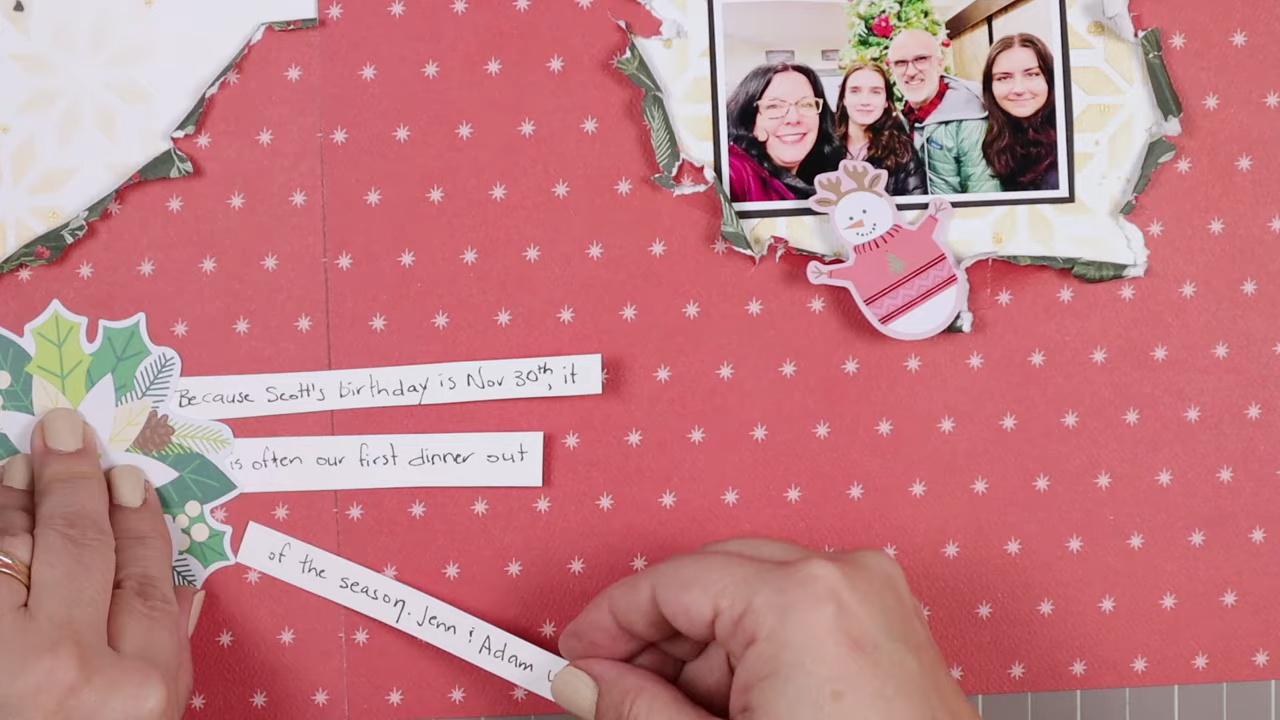 Because Scott's birthday is Nov 30th, it
is often our first dinner out
of the season. Jenn & Adam